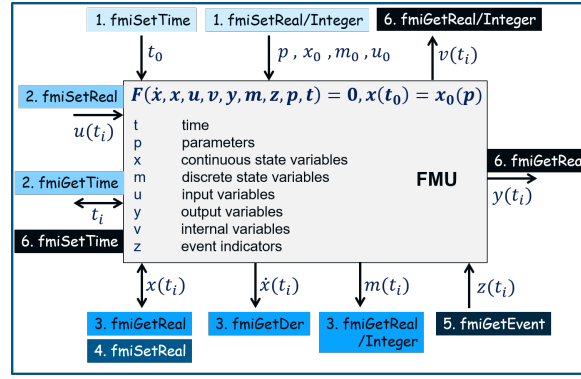 1. fmiSetTime
1. fmiSetReal/Integer
6. fmiGetReal/Integer
t₀
p , x₀ , m₀ , u₀
v(tᵢ)
2. fmiSetReal
F(ẋ, x, u, v, y, m, z, p, t) = 0, x(t₀) = x₀(p)
u(tᵢ)
t time
p parameters
x continuous state variables
m discrete state variables
u input variables
y output variables
v internal variables
z event indicators
FMU
6. fmiGetReal
y(tᵢ)
2. fmiGetTime
tᵢ
6. fmiSetTime
x(tᵢ)
ẋ(tᵢ)
m(tᵢ)
z(tᵢ)
3. fmiGetReal
4. fmiSetReal
3. fmiGetDer
3. fmiGetReal
/Integer
5. fmiGetEvent